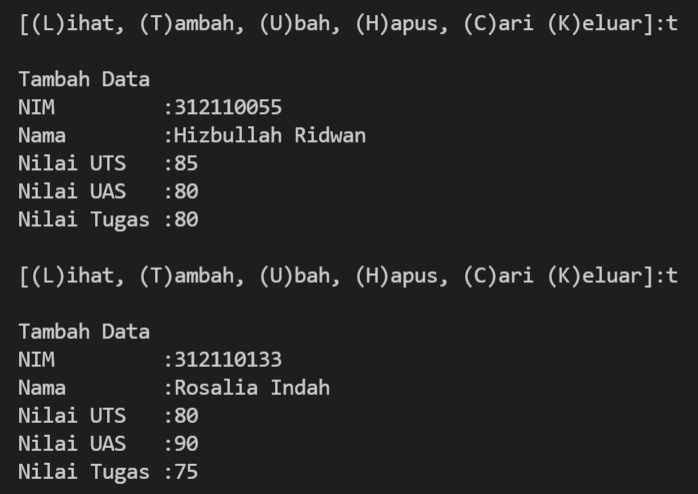 [(L)ihat, (T)ambah, (U)bah, (H)apus, (C)ari (K)eluar]:t
Tambah Data
NIM :312110055
Nama :Hizbullah Ridwan
Nilai UTS :85
Nilai UAS :80
Nilai Tugas :80
[(L)ihat, (T)ambah, (U)bah, (H)apus, (C)ari (K)eluar]:t
Tambah Data
NIM :312110133
Nama :Rosalia Indah
Nilai UTS :80
Nilai UAS :90
Nilai Tugas :75